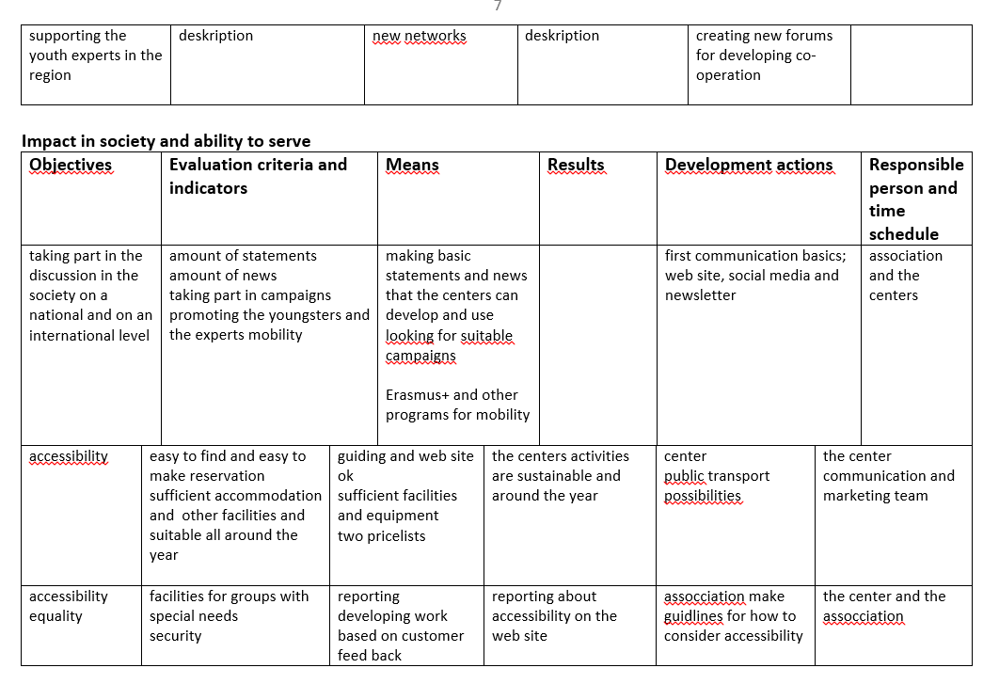 7
supporting the
youth experts in the
region
deskription
new networks
deskription
creating new forums
for developing co-
operation
Impact in society and ability to serve
Objectives
Evaluation criteria and
indicators
Means
Results
Development actions
Responsible
person and
time
schedule
taking part in the
discussion in the
society on a
national and on an
international level
amount of statements
amount of news
taking part in campaigns
promoting the youngsters and
the experts mobility
making basic
statements and news
that the centers can
develop and use
looking for suitable
campaigns
Erasmus+ and other
programs for mobility
first communication basics;
web site, social media and
newsletter
association
and the
centers
accessibility
easy to find and easy to
make reservation
sufficient accommodation
and  other facilities and
suitable all around the
year
guiding and web site
ok
sufficient facilities
and equipment
two pricelists
the centers activities
are sustainable and
around the year
center
public transport
possibilities
the center
communication and
marketing team
accessibility
equality
facilities for groups with
special needs
security
reporting
developing work
based on customer
feed back
reporting about
accessibility on the
web site
assocciation make
guidlines for how to
consider accessibility
the center and the
assocciation